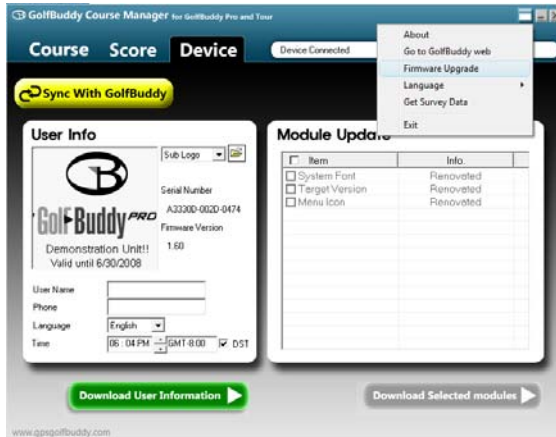 GolfBuddy Course Manager for GolfBuddy Pro and Tour
Course Score Device
Device Connected
About
Go to GolfBuddy web
Firmware Upgrade
Language
Get Survey Data
Exit
Sync With GolfBuddy
User Info
Sub Logo
B
GolfBuddy PRO
Demonstration Unit!!
Valid until 6/30/2008
Serial Number
A3330D-002D-0474
Firmware Version
1.60
User Name
Phone
Language English
Time 06 : 04 PM GMT-8:00 DST
Download User Information
Module Update
Item Info.
System Font Renovated
Target Version Renovated
Menu Icon Renovated
Download Selected modules
www.gpsgolfbuddy.com